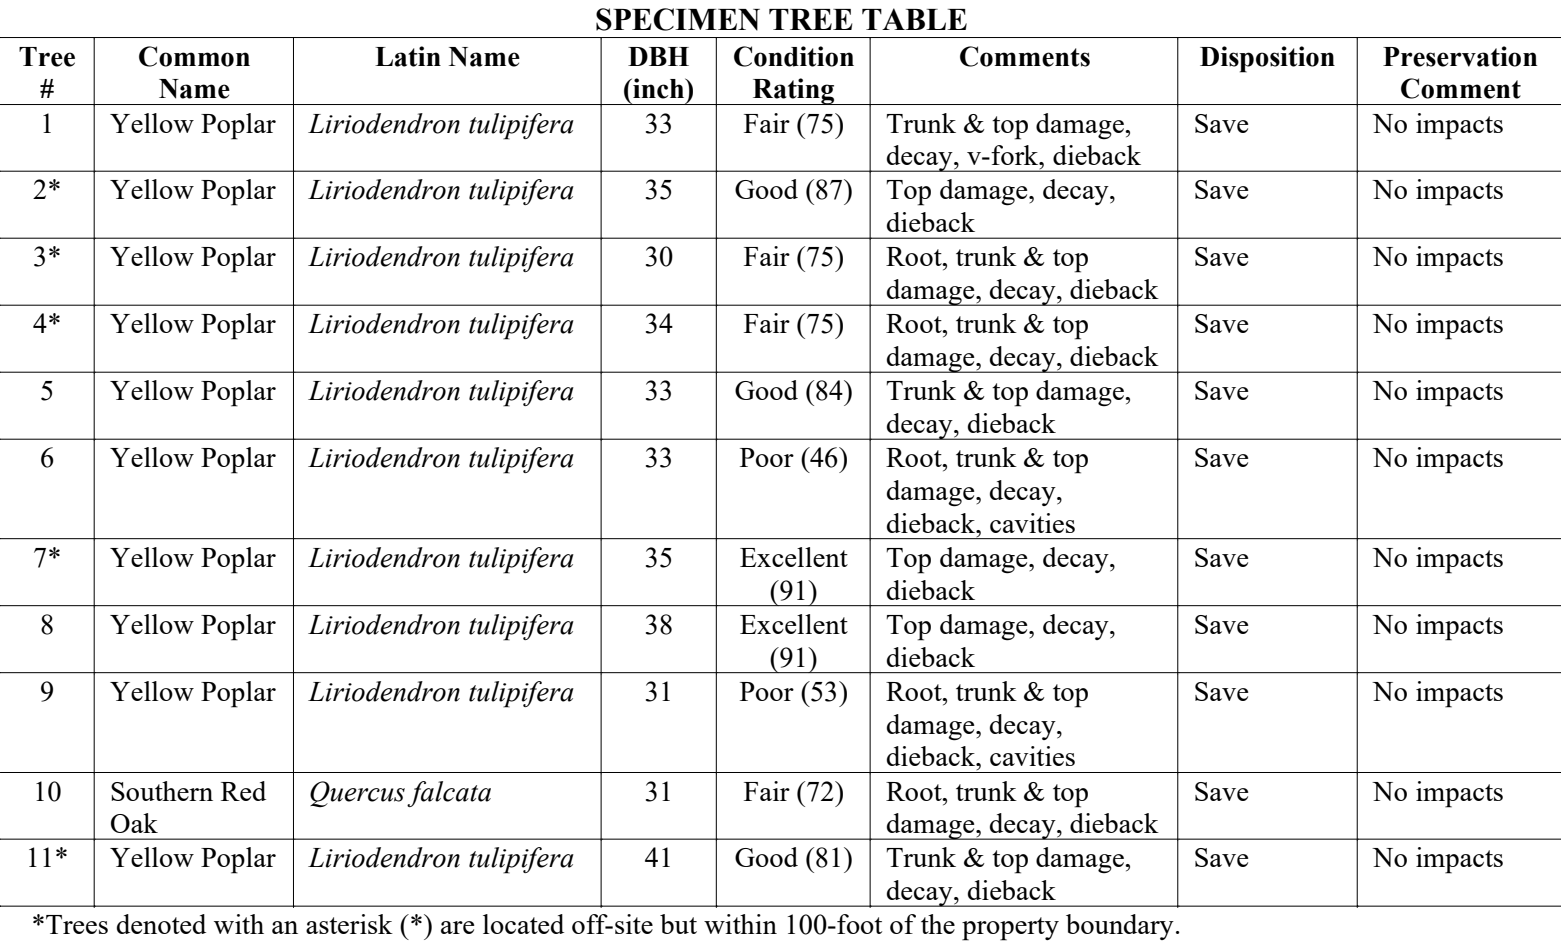 SPECIMEN TREE TABLE
Tree # Common Name Latin Name DBH (inch) Condition Rating Comments Disposition Preservation Comment
1 Yellow Poplar Liriodendron tulipifera 33 Fair (75) Trunk & top damage, decay, v-fork, dieback Save No impacts
2* Yellow Poplar Liriodendron tulipifera 35 Good (87) Top damage, decay, dieback Save No impacts
3* Yellow Poplar Liriodendron tulipifera 30 Fair (75) Root, trunk & top damage, decay, dieback Save No impacts
4* Yellow Poplar Liriodendron tulipifera 34 Fair (75) Root, trunk & top damage, decay, dieback Save No impacts
5 Yellow Poplar Liriodendron tulipifera 33 Good (84) Trunk & top damage, decay, dieback Save No impacts
6 Yellow Poplar Liriodendron tulipifera 33 Poor (46) Root, trunk & top damage, decay, dieback, cavities Save No impacts
7* Yellow Poplar Liriodendron tulipifera 35 Excellent (91) Top damage, decay, dieback Save No impacts
8 Yellow Poplar Liriodendron tulipifera 38 Excellent (91) Top damage, decay, dieback Save No impacts
9 Yellow Poplar Liriodendron tulipifera 31 Poor (53) Root, trunk & top damage, decay, dieback, cavities Save No impacts
10 Southern Red Oak Quercus falcata 31 Fair (72) Root, trunk & top damage, decay, dieback Save No impacts
11* Yellow Poplar Liriodendron tulipifera 41 Good (81) Trunk & top damage, decay, dieback Save No impacts
*Trees denoted with an asterisk (*) are located off-site but within 100-foot of the property boundary.